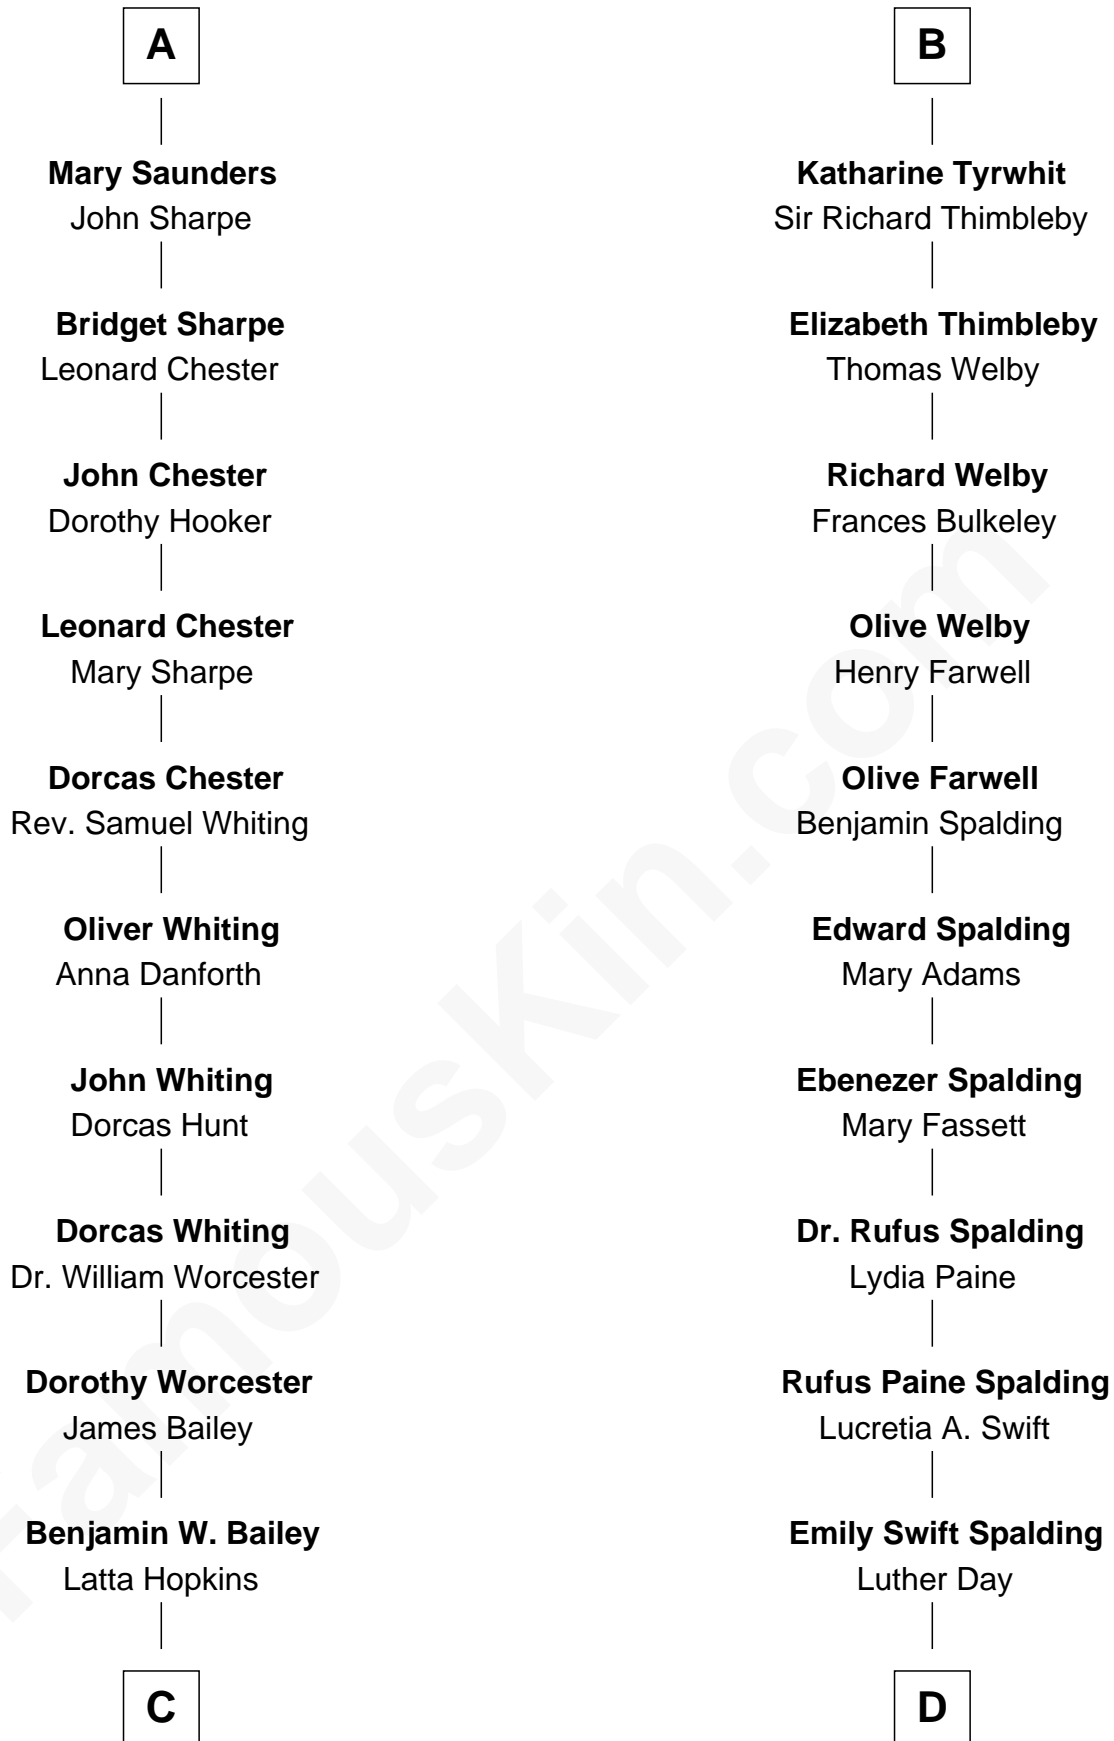 A
Mary Saunders
John Sharpe
Bridget Sharpe
Leonard Chester
John Chester
Dorothy Hooker
Leonard Chester
Mary Sharpe
Dorcas Chester
Rev. Samuel Whiting
Oliver Whiting
Anna Danforth
John Whiting
Dorcas Hunt
Dorcas Whiting
Dr. William Worcester
Dorothy Worcester
James Bailey
Benjamin W. Bailey
Latta Hopkins
C
B
Katharine Tyrwhit
Sir Richard Thimbleby
Elizabeth Thimbleby
Thomas Welby
Richard Welby
Frances Bulkeley
Olive Welby
Henry Farwell
Olive Farwell
Benjamin Spalding
Edward Spalding
Mary Adams
Ebenezer Spalding
Mary Fassett
Dr. Rufus Spalding
Lydia Paine
Rufus Paine Spalding
Lucretia A. Swift
Emily Swift Spalding
Luther Day
D
FamousKin.com